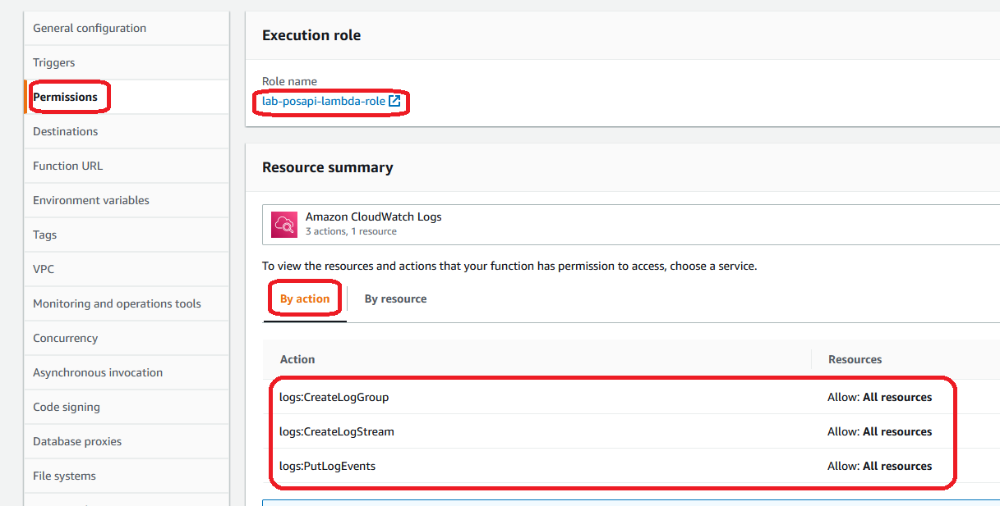 General configuration
Triggers
Permissions
Destinations
Function URL
Environment variables
Tags
VPC
Monitoring and operations tools
Concurrency
Asynchronous invocation
Code signing
Database proxies
File systems
Execution role
Role name
lab-posapi-lambda-role
Resource summary
Amazon CloudWatch Logs
3 actions, 1 resource
To view the resources and actions that your function has permission to access, choose a service.
By action By resource
Action Resources
logs:CreateLogGroup Allow: All resources
logs:CreateLogStream Allow: All resources
logs:PutLogEvents Allow: All resources